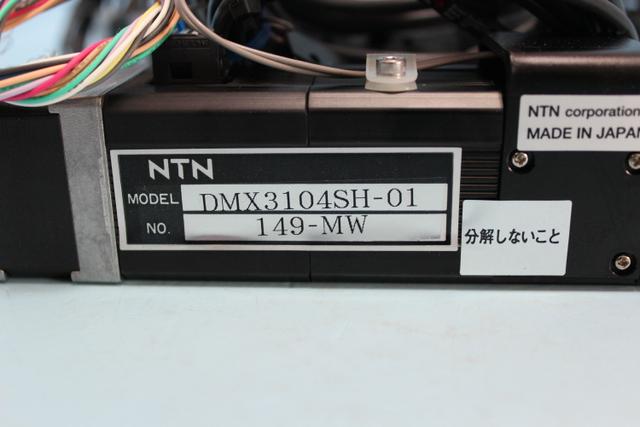 NTN corporation
MADE IN JAPAN
NTN
MODEL DMX3104SH-01
NO. 149-MW
分解しないこと